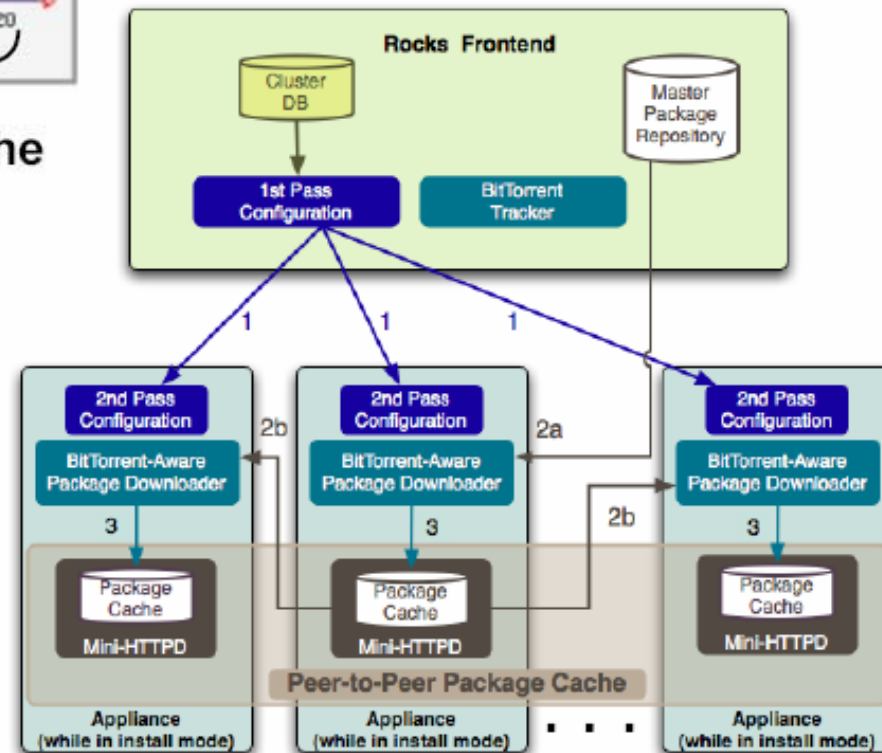 20
he
Rocks Frontend
Cluster
DB
Master
Package
Repository
1st Pass
Configuration
BitTorrent
Tracker
1
1
1
2nd Pass
Configuration
2nd Pass
Configuration
2nd Pass
Configuration
2b
2a
BitTorrent-Aware
Package Downloader
BitTorrent-Aware
Package Downloader
BitTorrent-Aware
Package Downloader
2b
3
3
3
Package
Cache
Package
Cache
Package
Cache
Mini-HTTPD
Mini-HTTPD
Mini-HTTPD
Peer-to-Peer Package Cache
Appliance
(while in install mode)
Appliance
(while in install mode)
. . .
Appliance
(while in install mode)